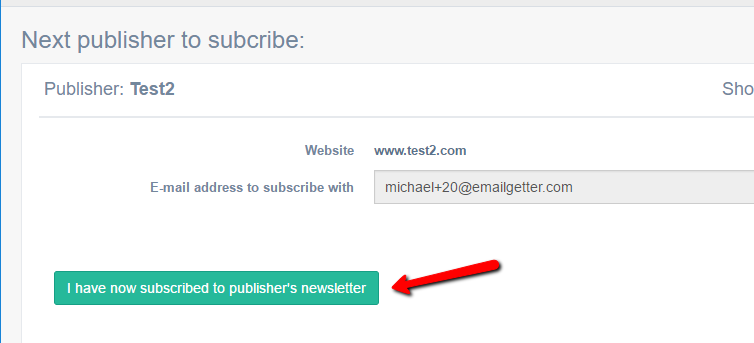 Next publisher to subcribe:
Publisher: Test2
Sho
Website www.test2.com
E-mail address to subscribe with michael+20@emailgetter.com
I have now subscribed to publisher's newsletter